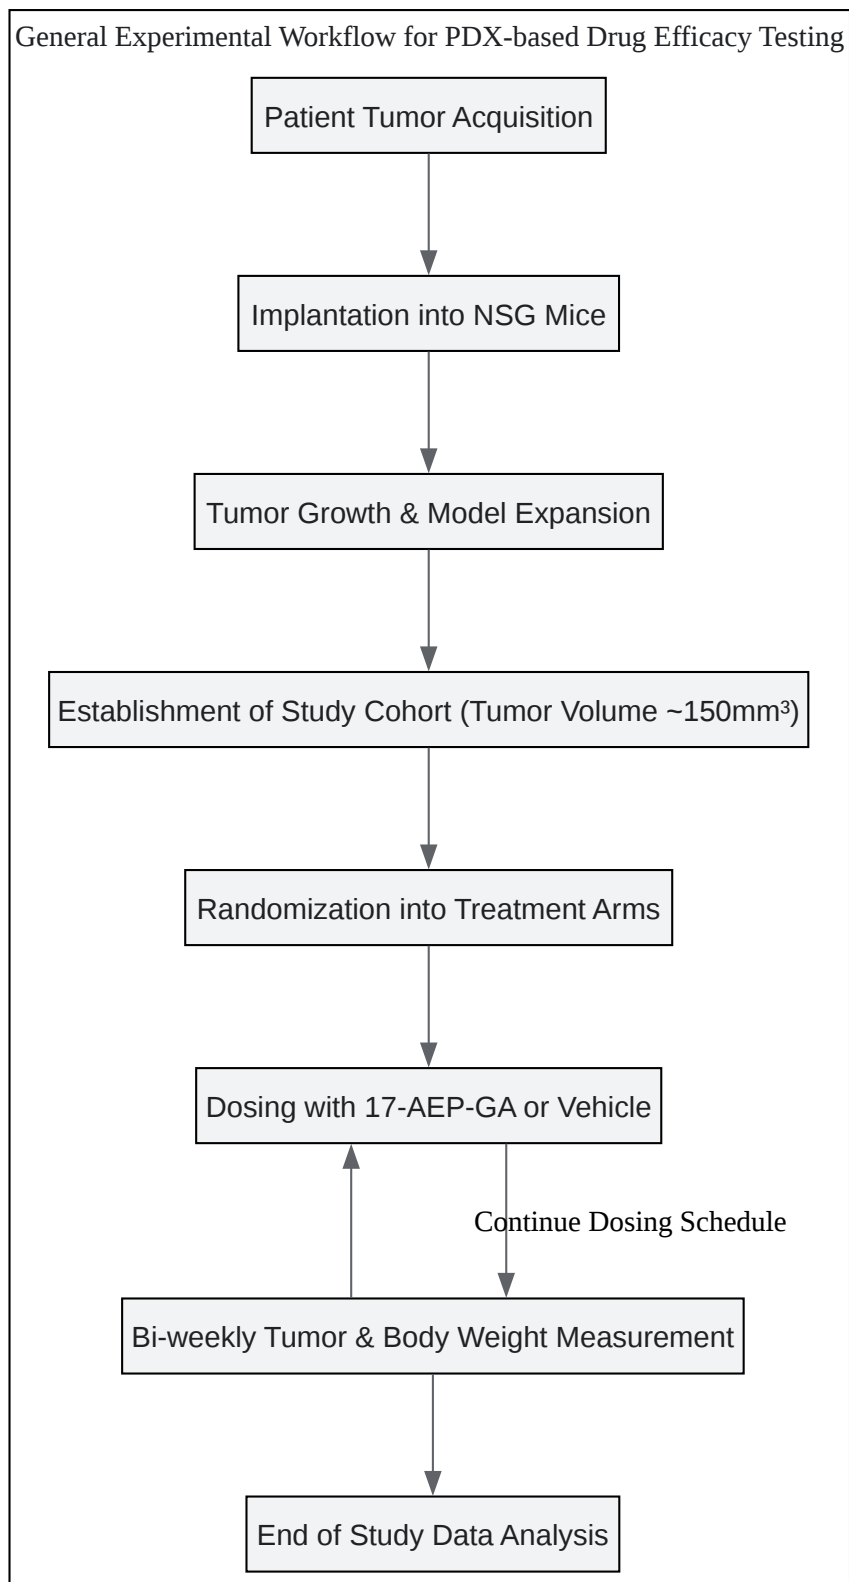 General Experimental Workflow for PDX-based Drug Efficacy Testing
Patient Tumor Acquisition
Implantation into NSG Mice
Tumor Growth & Model Expansion
Establishment of Study Cohort (Tumor Volume ~150mm³)
Randomization into Treatment Arms
Dosing with 17-AEP-GA or Vehicle
Continue Dosing Schedule
Bi-weekly Tumor & Body Weight Measurement
End of Study Data Analysis